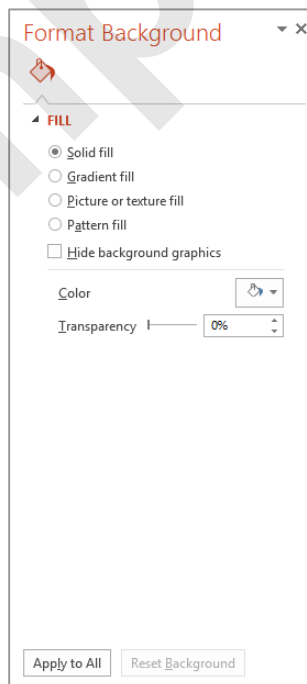 Format Background
FILL
Solid fill
Gradient fill
Picture or texture fill
Pattern fill
Hide background graphics
Color
Transparency 0%
Apply to All Reset Background